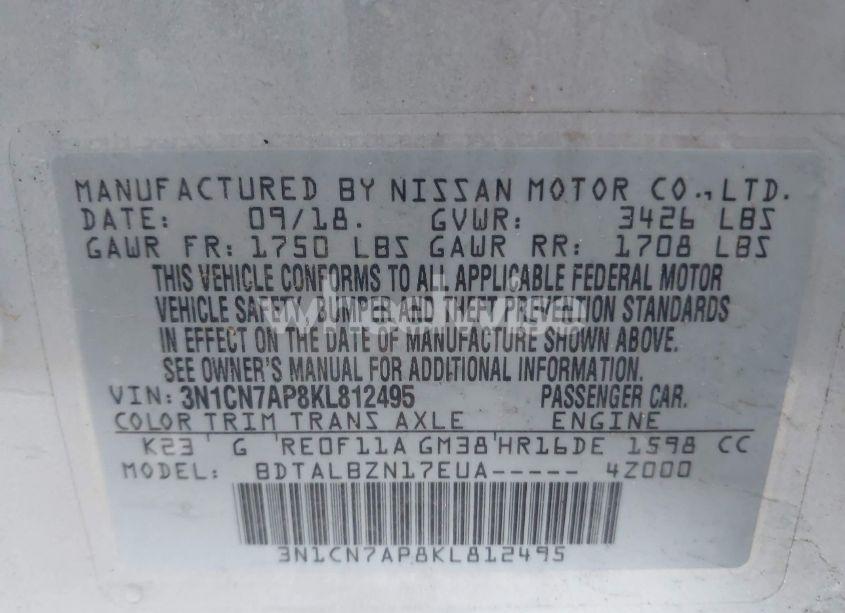 MANUFACTURED BY NISSAN MOTOR CO., LTD.
DATE: 09/18. GVWR: 3426 LBS
GAWR FR: 1750 LBS GAWR RR: 1708 LBS
THIS VEHICLE CONFORMS TO ALL APPLICABLE FEDERAL MOTOR
VEHICLE SAFETY, BUMPER AND THEFT PREVENTION STANDARDS
IN EFFECT ON THE DATE OF MANUFACTURE SHOWN ABOVE.
SEE OWNER'S MANUAL FOR ADDITIONAL INFORMATION.
VIN: 3N1CN7AP8KL812495 PASSENGER CAR.
COLOR TRIM TRANS AXLE ENGINE
K23 G RE0F11A GM38 HR16DE 1598 CC
MODEL: BDTALBZN17EUA----- 4Z000
3N1CN7AP8KL812495